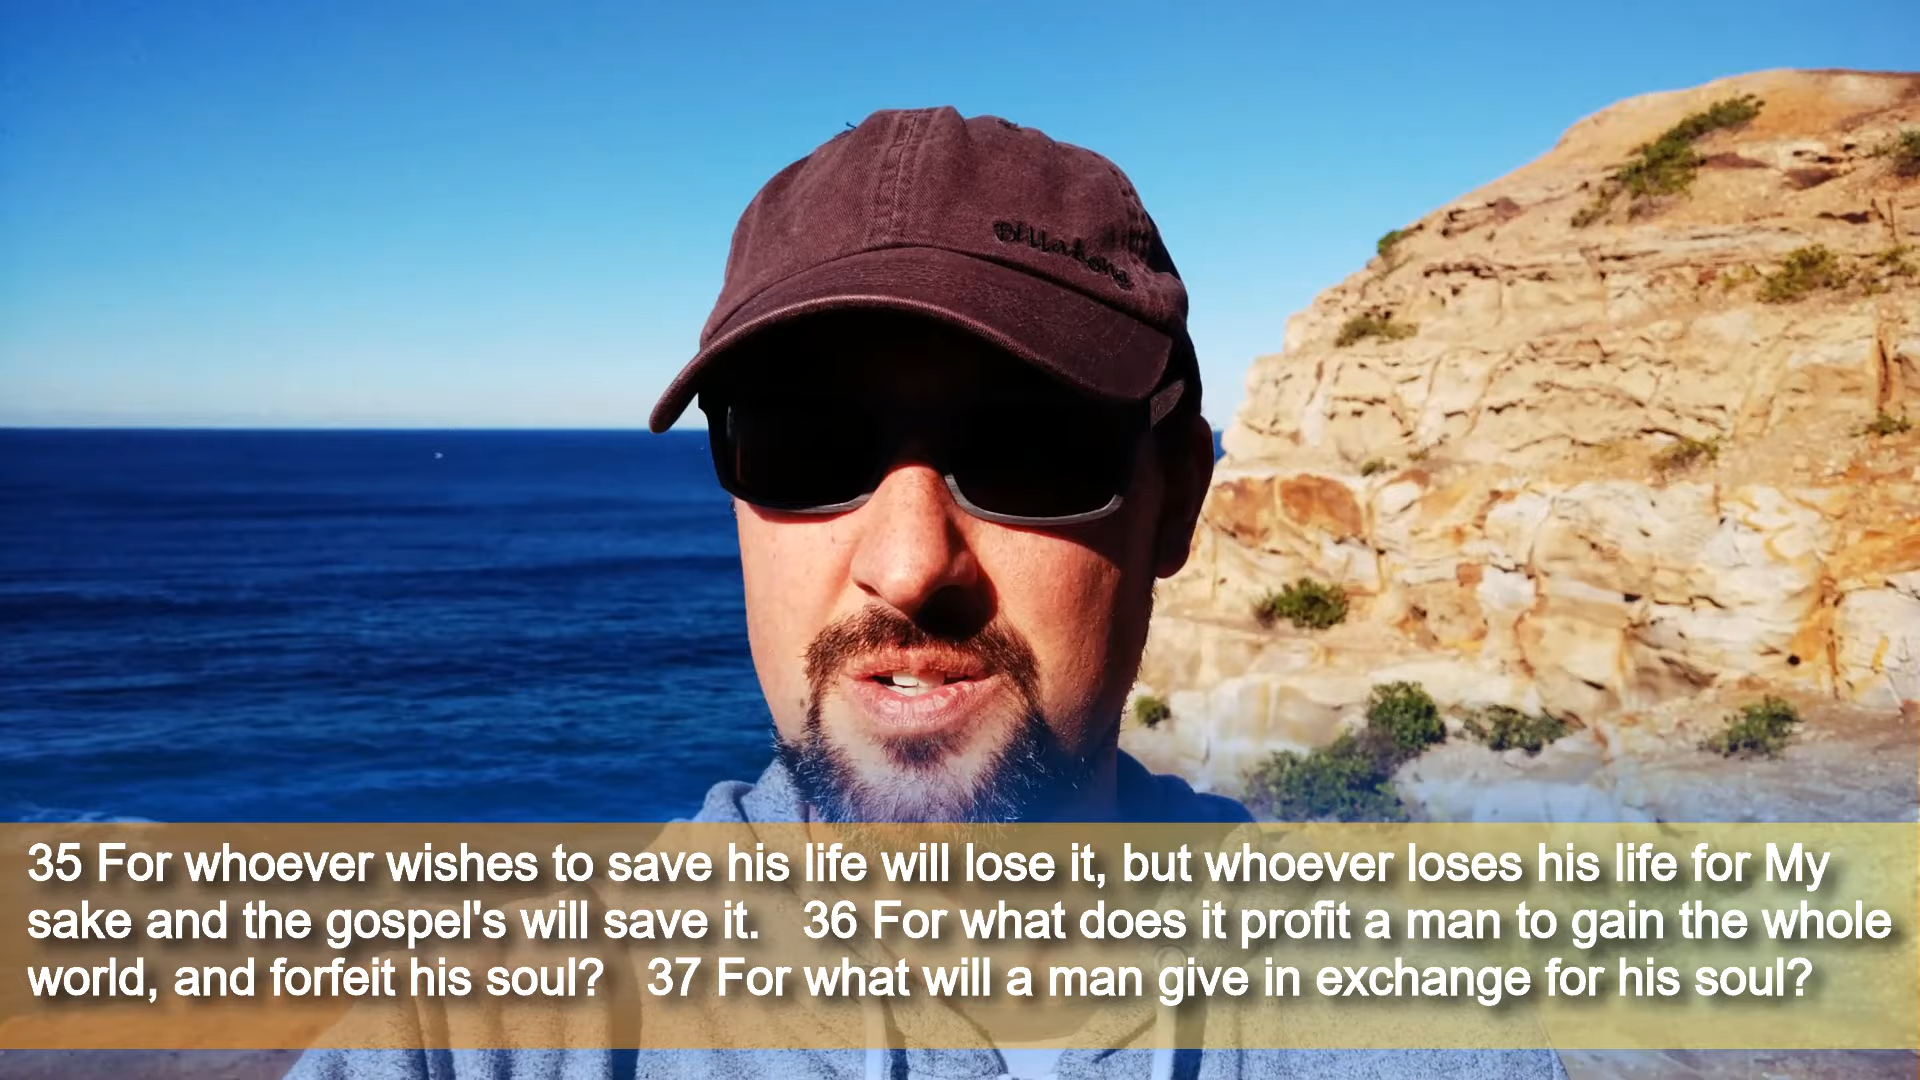 Billabong
35 For whoever wishes to save his life will lose it, but whoever loses his life for My
sake and the gospel's will save it. 36 For what does it profit a man to gain the whole
world, and forfeit his soul? 37 For what will a man give in exchange for his soul?